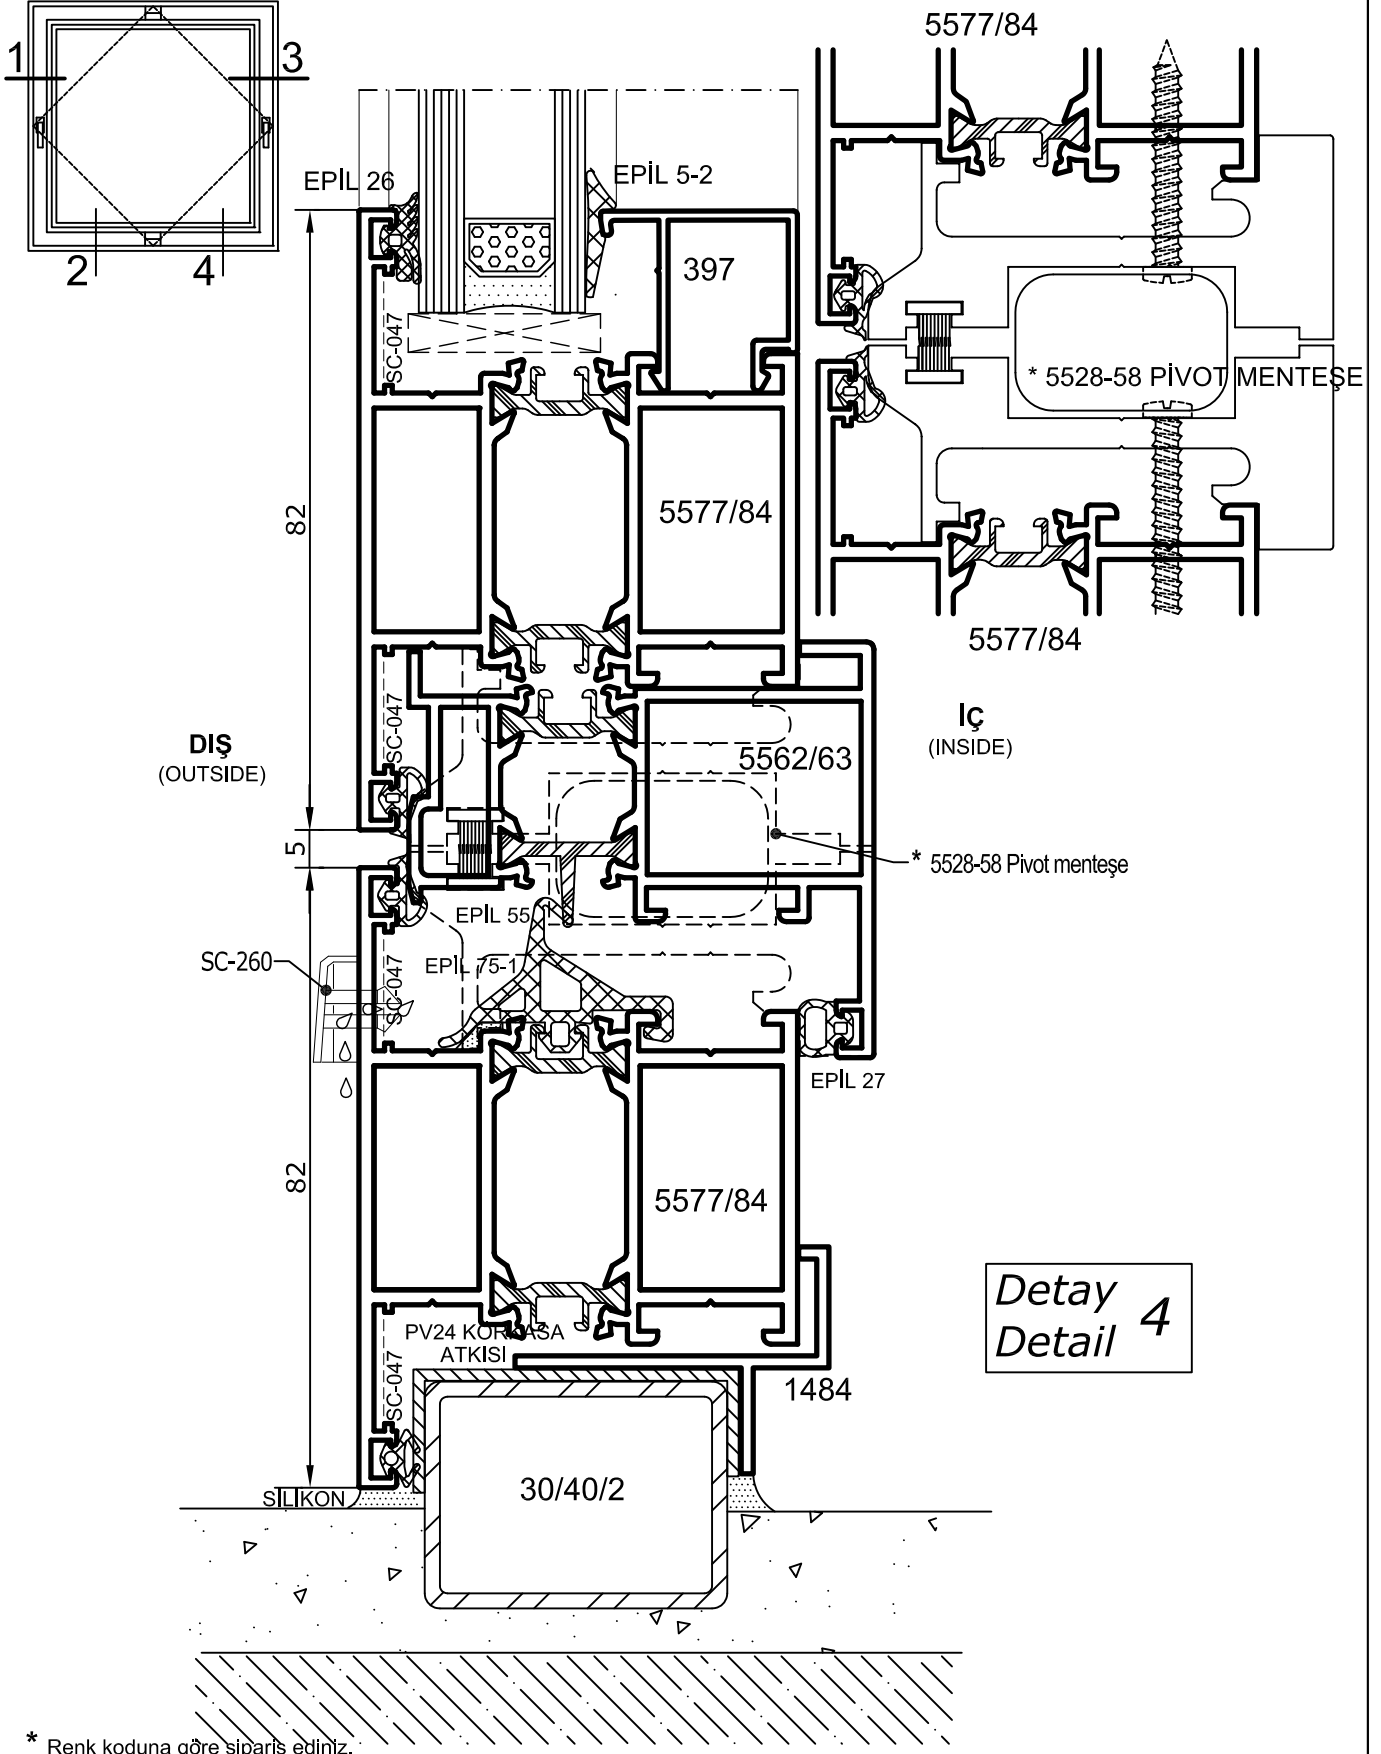 5577/84
1
3
2
4
EPİL 26
EPİL 5-2
397
SC-047
* 5528-58 PİVOT MENTEŞE
82
5577/84
5577/84
SC-047
DIŞ
(OUTSIDE)
İÇ
(INSIDE)
5562/63
5
* 5528-58 Pivot menteşe
EPİL 55
SC-260
EPİL 75-1
SC-047
EPİL 27
82
5577/84
Detay
Detail 4
PV24 KÖRKASA
ATKISI
SC-047
1484
30/40/2
SİLİKON
* Renk koduna göre sipariş ediniz.